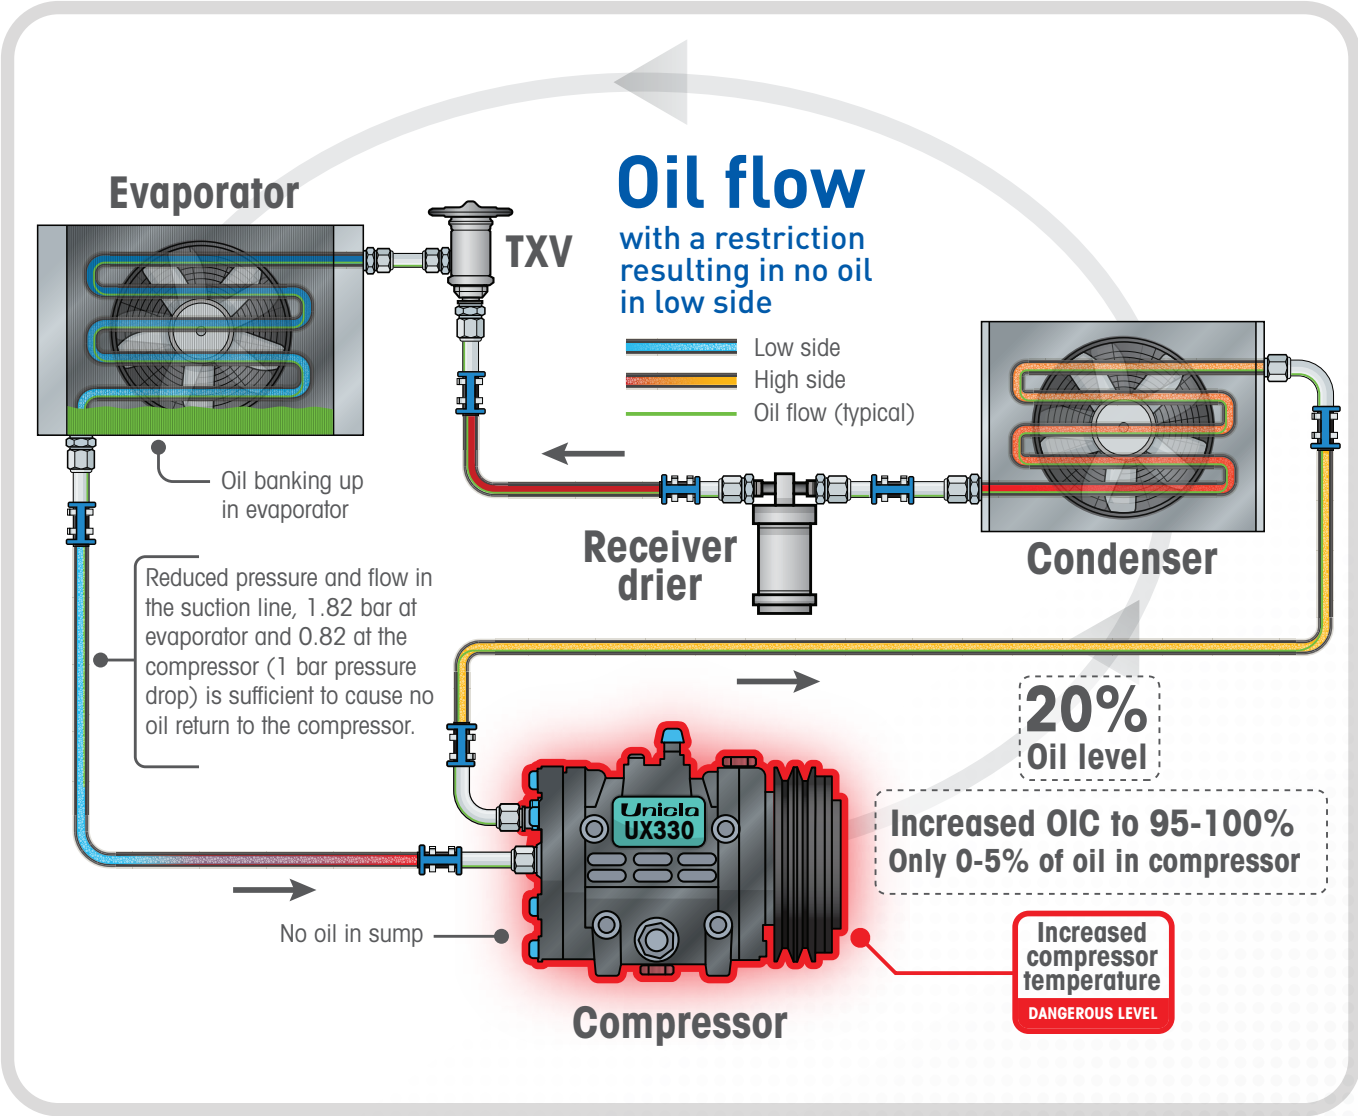 Oil flow
with a restriction
resulting in no oil
in low side
Low side
High side
Oil flow (typical)
Evaporator
TXV
Oil banking up
in evaporator
Reduced pressure and flow in
the suction line, 1.82 bar at
evaporator and 0.82 at the
compressor (1 bar pressure
drop) is sufficient to cause no
oil return to the compressor.
Receiver
drier
Condenser
20%
Oil level
Increased OIC to 95-100%
Only 0-5% of oil in compressor
Unicla
UX330
No oil in sump
Compressor
Increased
compressor
temperature
DANGEROUS LEVEL